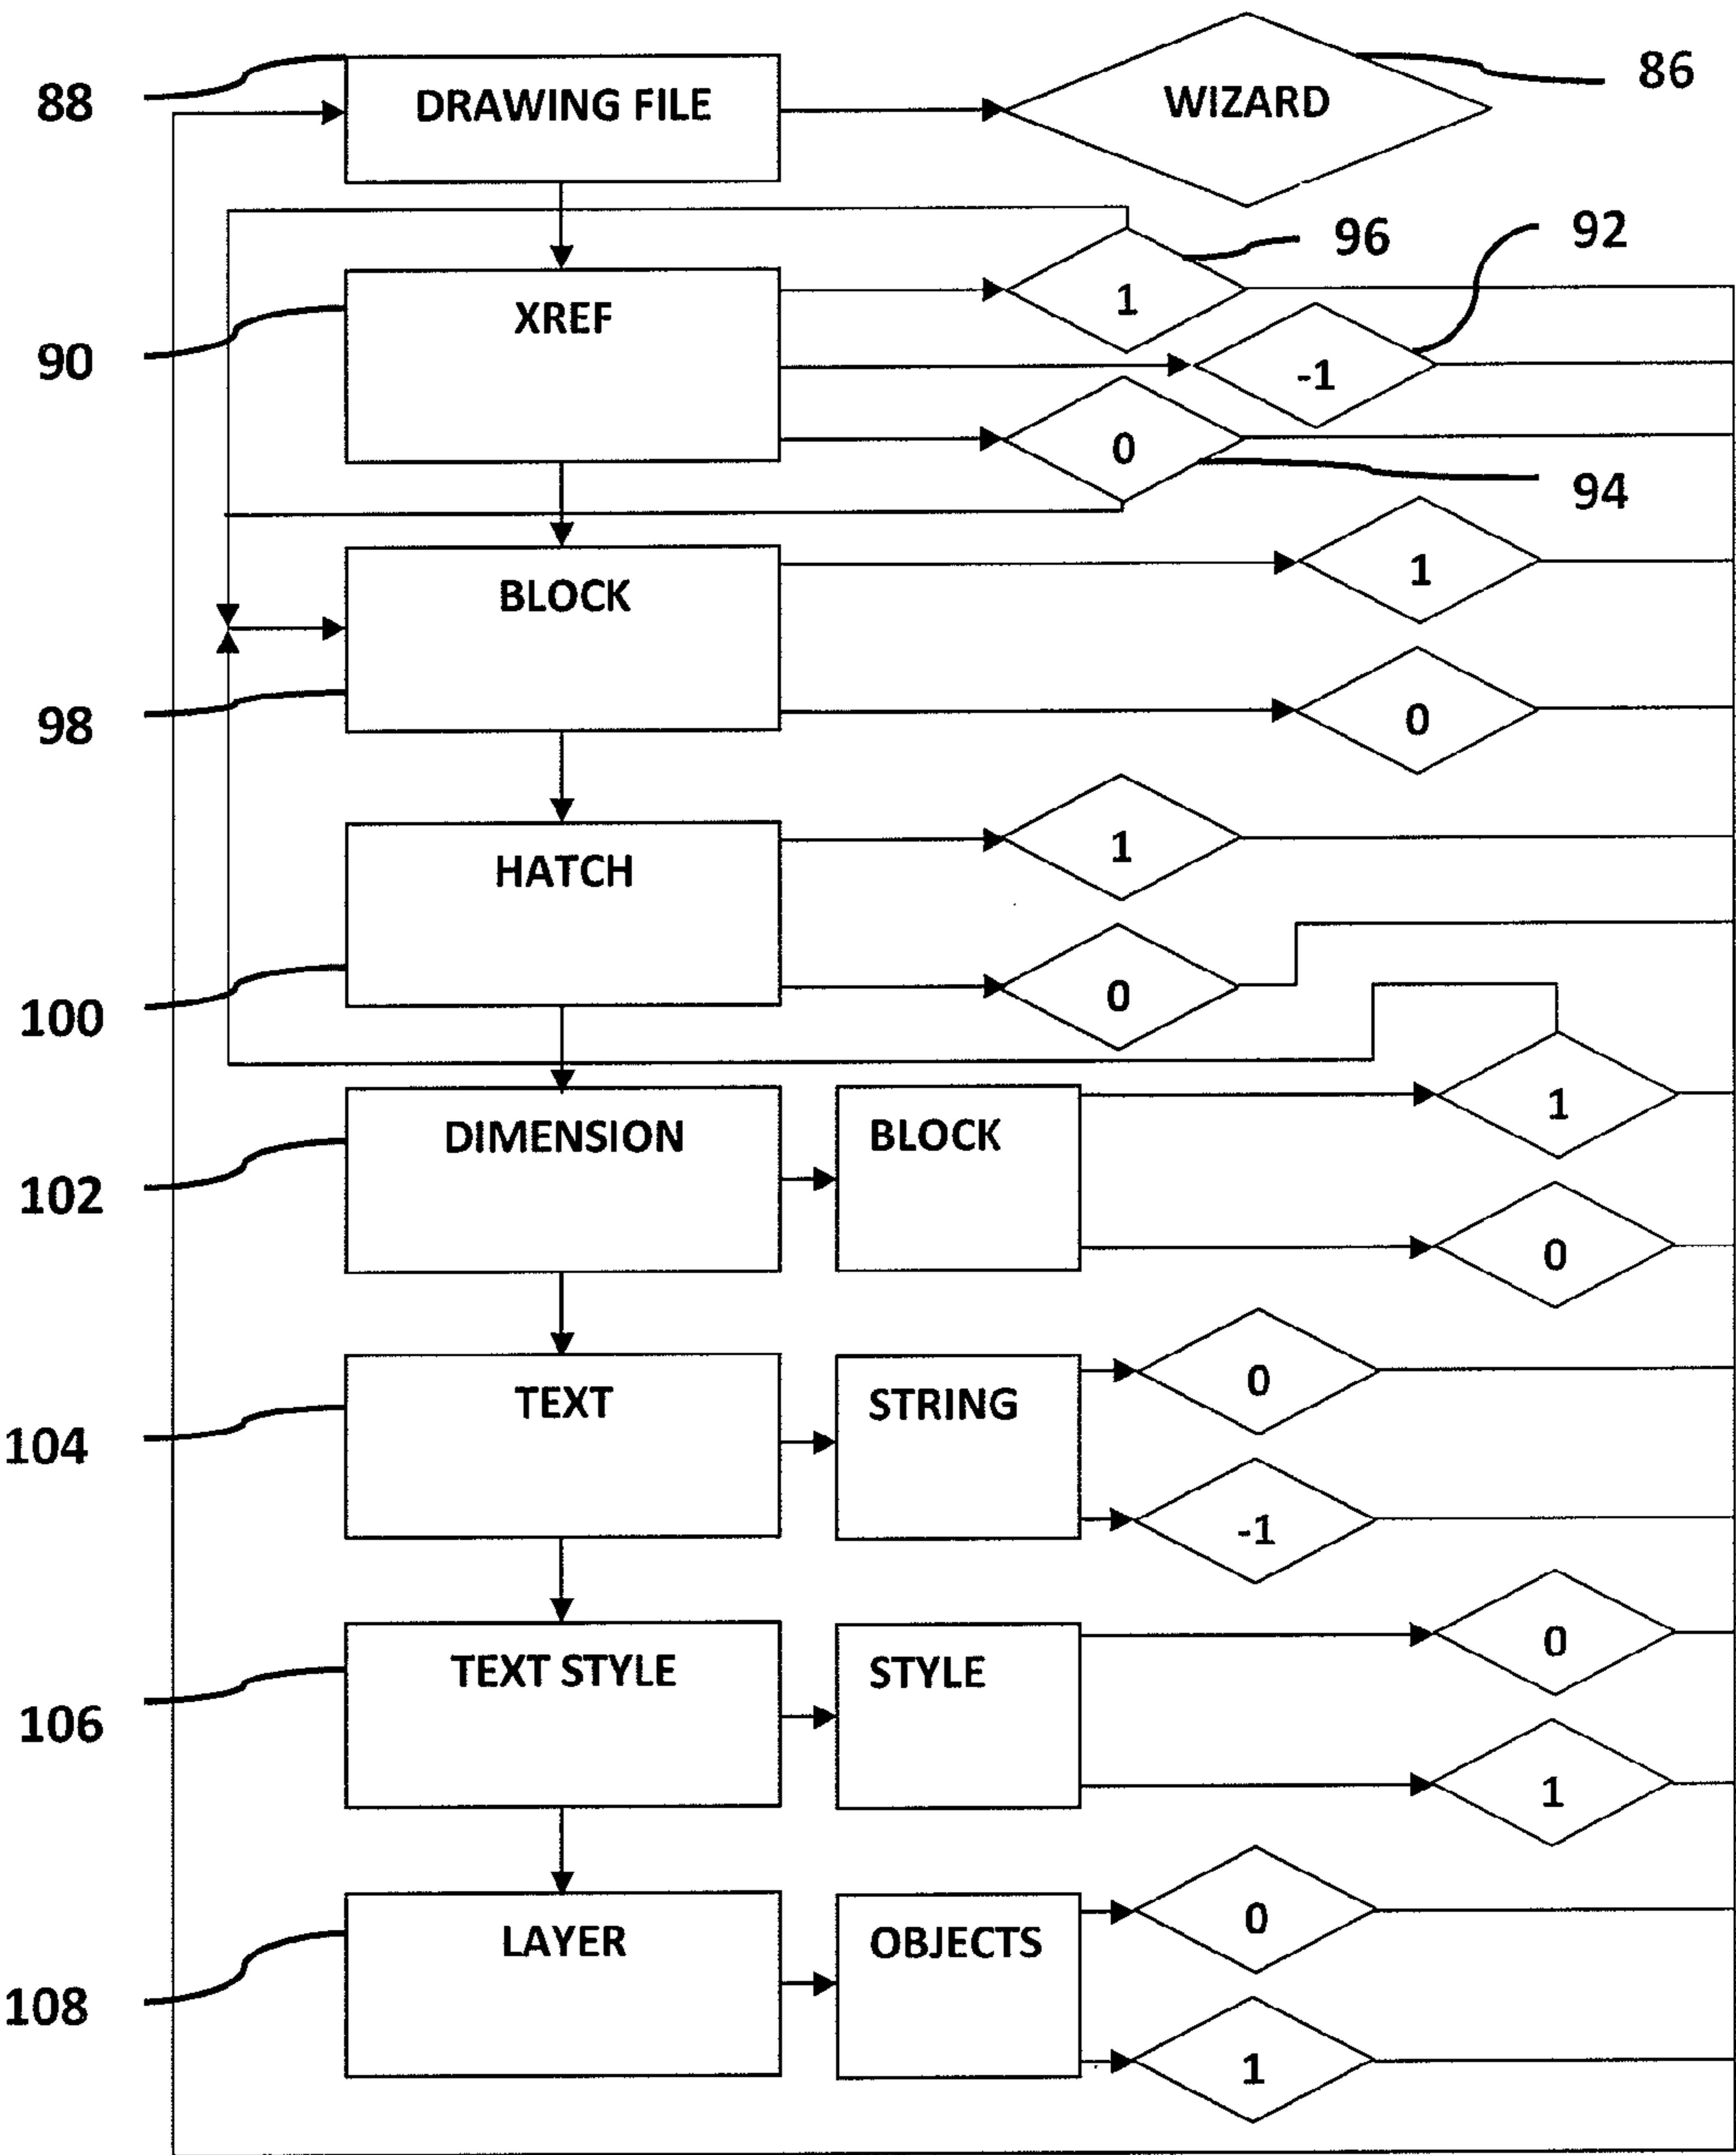 88
DRAWING FILE
WIZARD
86
96
92
90
XREF
1
-1
0
94
98
BLOCK
1
0
100
HATCH
1
0
102
DIMENSION
BLOCK
1
0
104
TEXT
STRING
0
-1
106
TEXT STYLE
STYLE
0
1
108
LAYER
OBJECTS
0
1